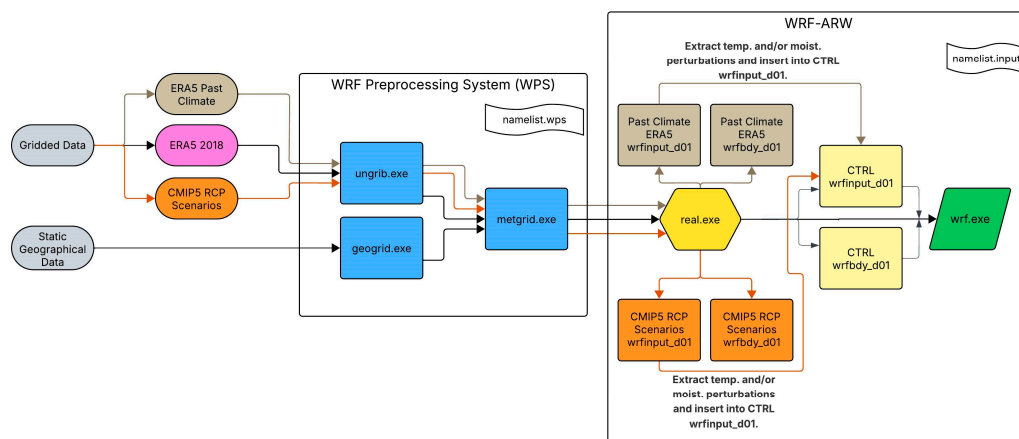 WRF-ARW
Extract temp. and/or moist.
perturbations and insert into CTRL
wrfinput_d01.
namelist.input
WRF Preprocessing System (WPS)
namelist.wps
ERA5 Past
Climate
Gridded Data
ERA5 2018
CMIP5 RCP
Scenarios
Static
Geographical
Data
ungrib.exe
geogrid.exe
metgrid.exe
Past Climate
ERA5
wrfinput_d01
Past Climate
ERA5
wrfbdy_d01
real.exe
CTRL
wrfinput_d01
CTRL
wrfbdy_d01
wrf.exe
CMIP5 RCP
Scenarios
wrfinput_d01
CMIP5 RCP
Scenarios
wrfbdy_d01
Extract temp. and/or
moist. perturbations
and insert into CTRL
wrfinput_d01.